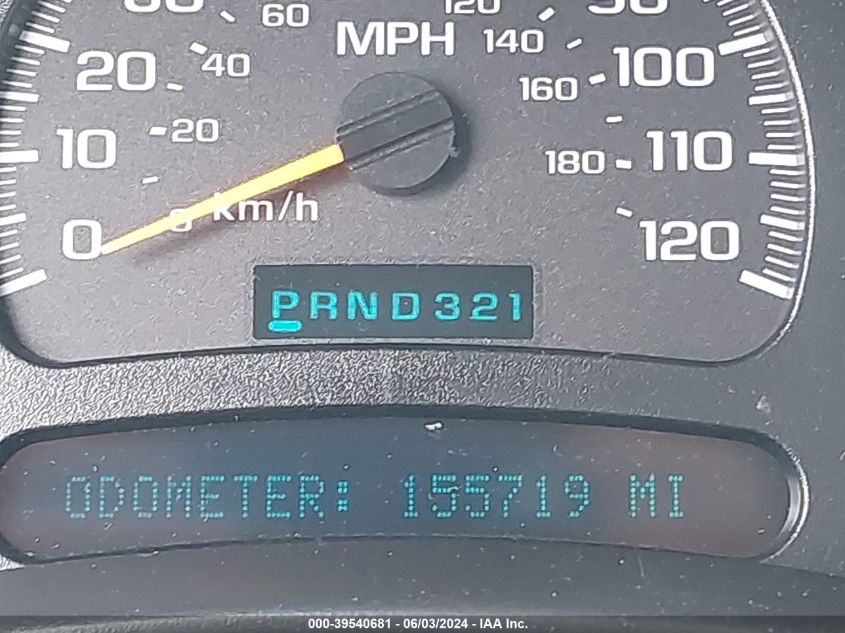 60 120
MPH 140
20 40 160 100
10 20 180 110
0 km/h 120
PRND321
ODOMETER: 155719 MI
000-39540681 - 06/03/2024 - IAA Inc.